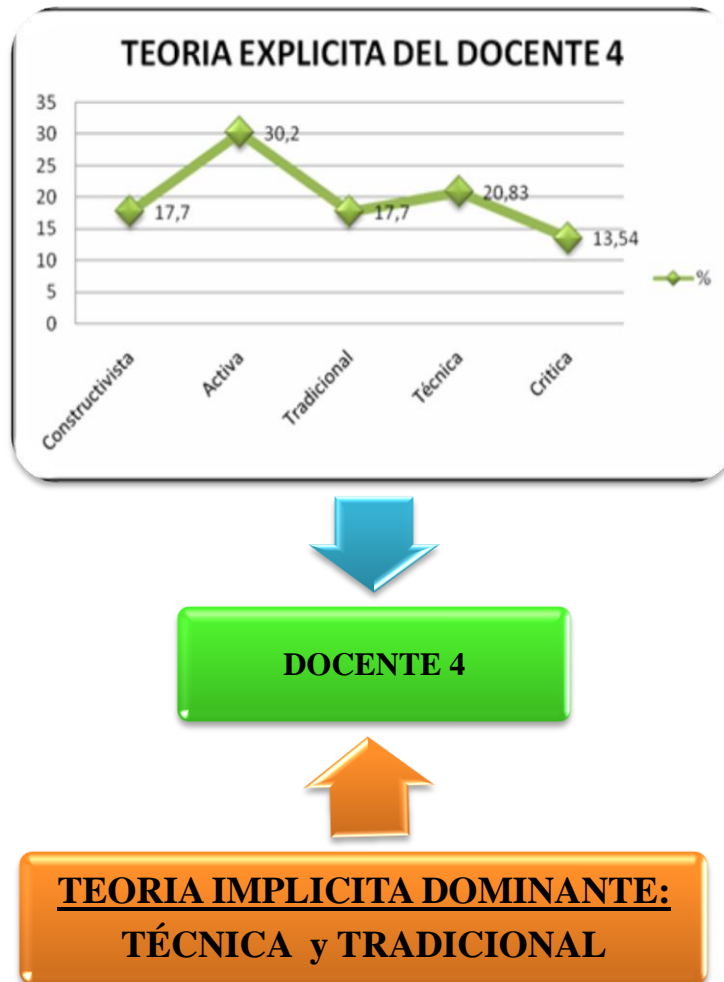 TEORIA EXPLICITA DEL DOCENTE 4
35
30
25
20
15
10
5
0
17,7
30,2
17,7
20,83
13,54
%
Constructivista
Activa
Tradicional
Técnica
Critica
DOCENTE 4
TEORIA IMPLICITA DOMINANTE:
TÉCNICA y TRADICIONAL